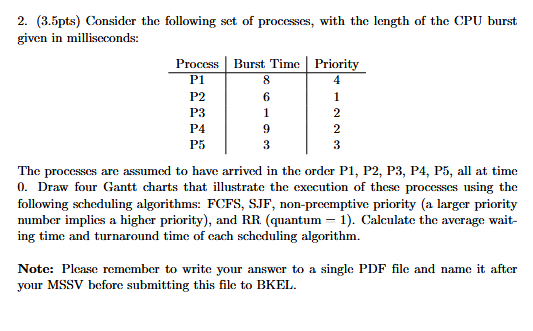 2. (3.5pts) Consider the following set of processes, with the length of the CPU burst
given in milliseconds:
Process Burst Time Priority
P1 8 4
P2 6 1
P3 1 2
P4 9 2
P5 3 3
The processes are assumed to have arrived in the order P1, P2, P3, P4, P5, all at time
0. Draw four Gantt charts that illustrate the execution of these processes using the
following scheduling algorithms: FCFS, SJF, non-preemptive priority (a larger priority
number implies a higher priority), and RR (quantum = 1). Calculate the average wait-
ing time and turnaround time of each scheduling algorithm.
Note: Please remember to write your answer to a single PDF file and name it after
your MSSV before submitting this file to BKEL.